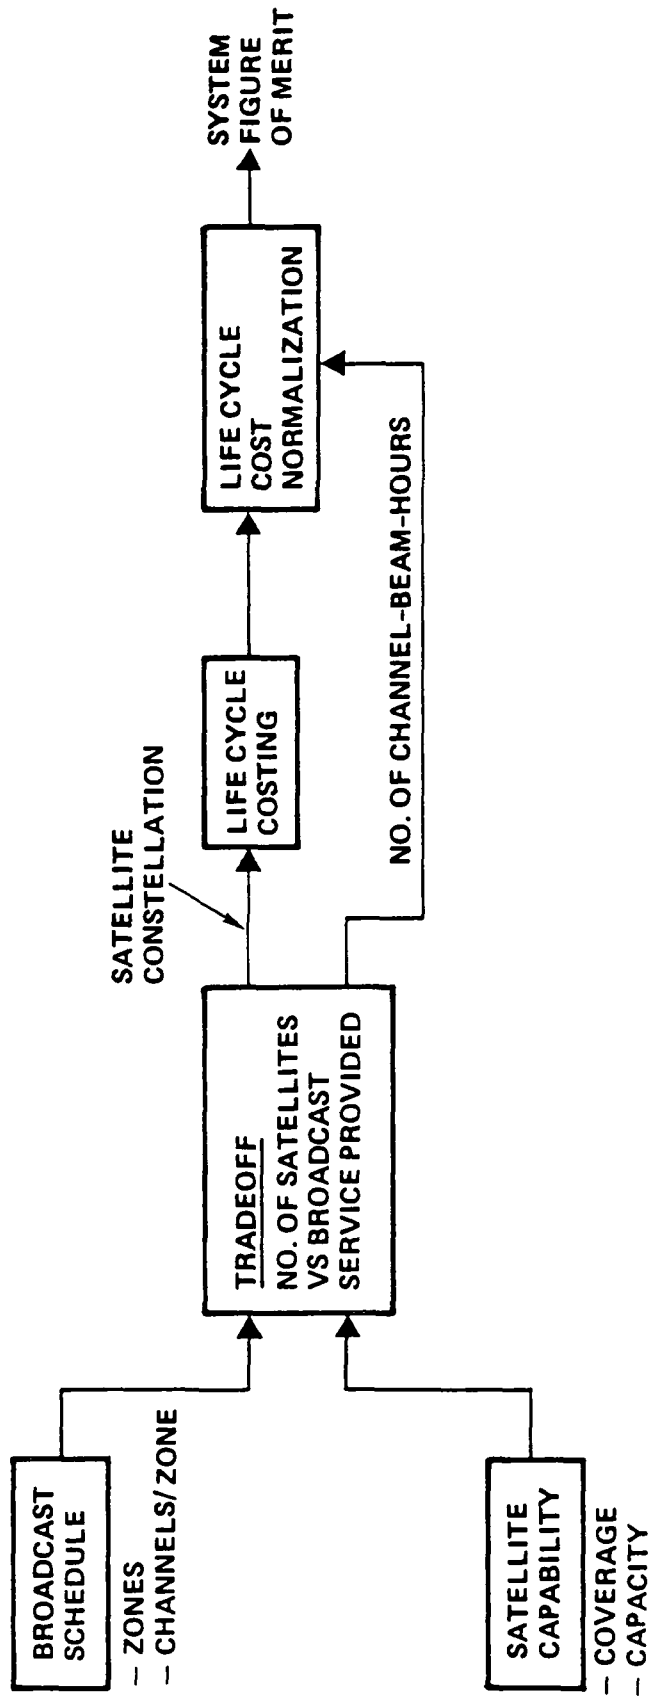 BROADCAST
SCHEDULE
– ZONES
– CHANNELS/ZONE
SATELLITE
CAPABILITY
– COVERAGE
– CAPACITY
TRADEOFF
NO. OF SATELLITES
VS BROADCAST
SERVICE PROVIDED
SATELLITE
CONSTELLATION
LIFE CYCLE
COSTING
NO. OF CHANNEL-BEAM-HOURS
LIFE CYCLE
COST
NORMALIZATION
SYSTEM
FIGURE
OF MERIT